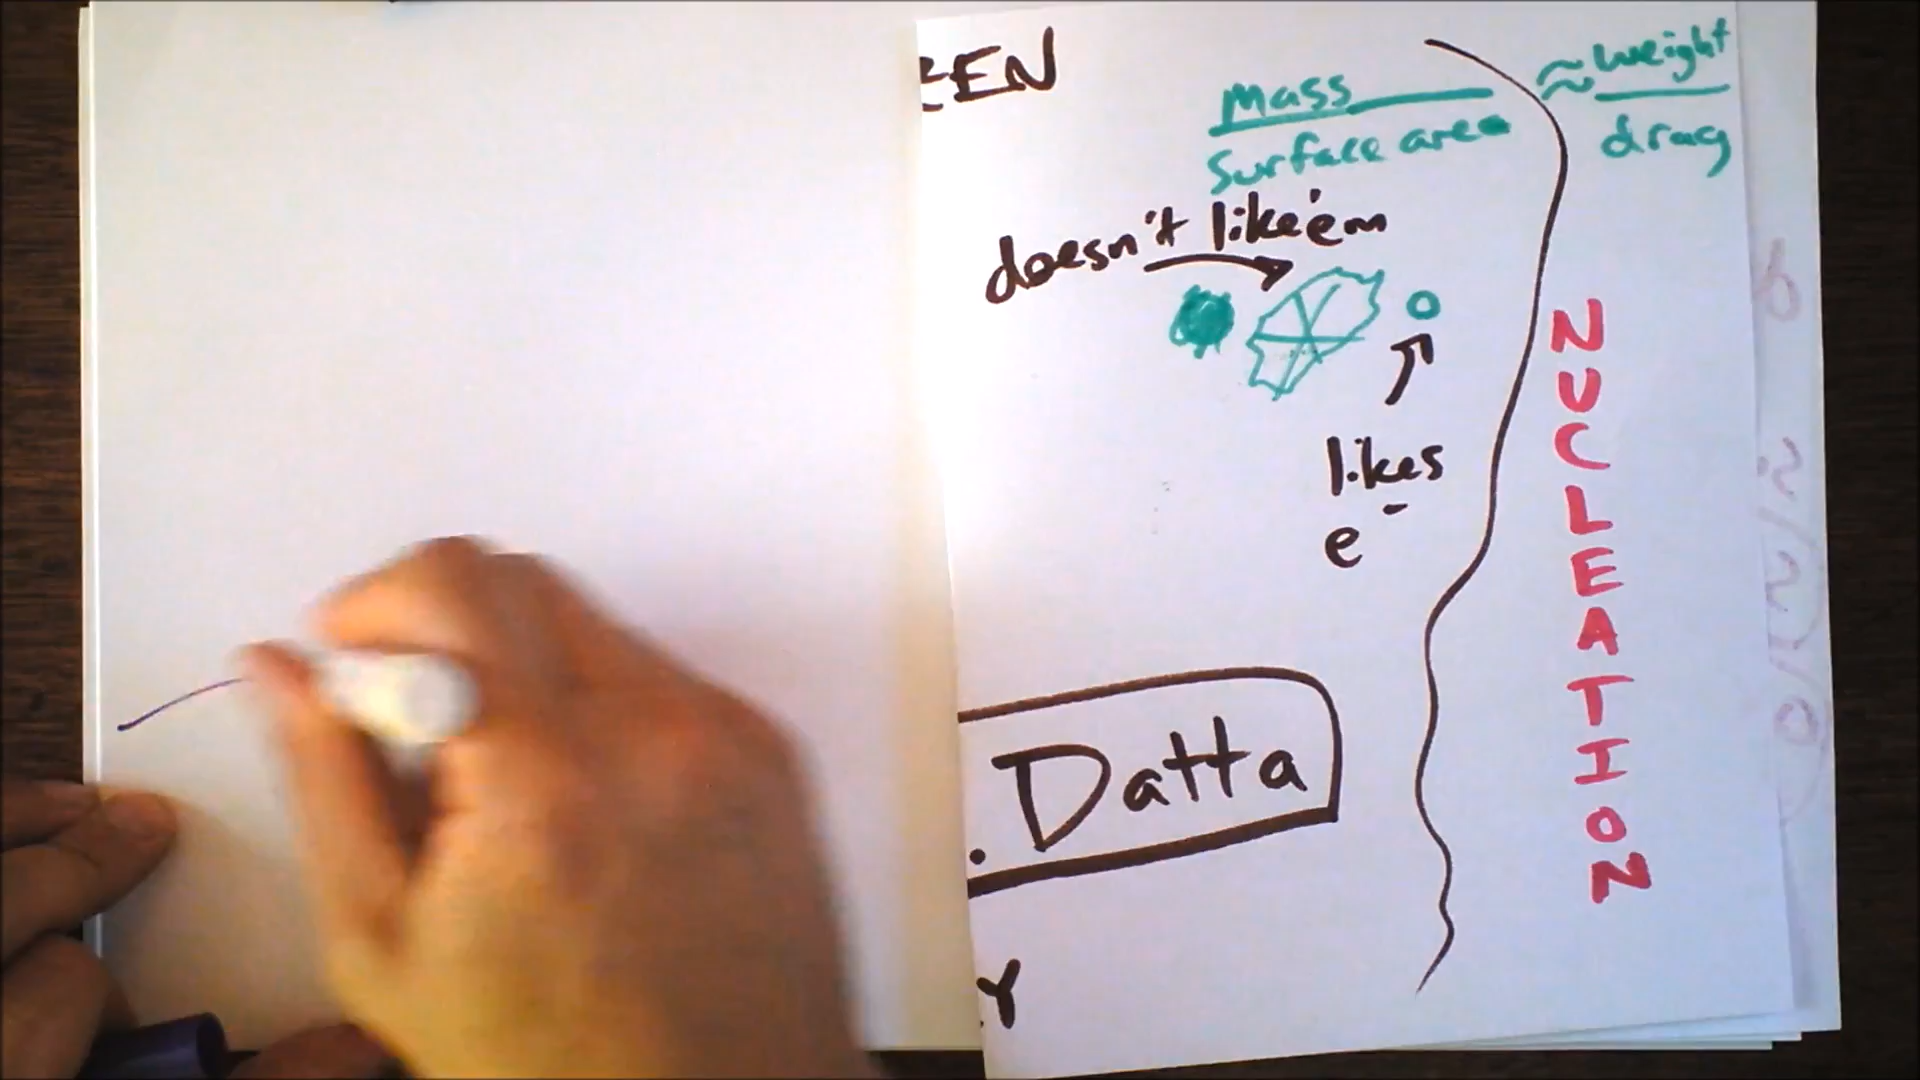 EEN
Mass
Surface area
≈ weight
drag
doesn't like 'em
likes
e⁻
. Datta
Y
NUCLEATION